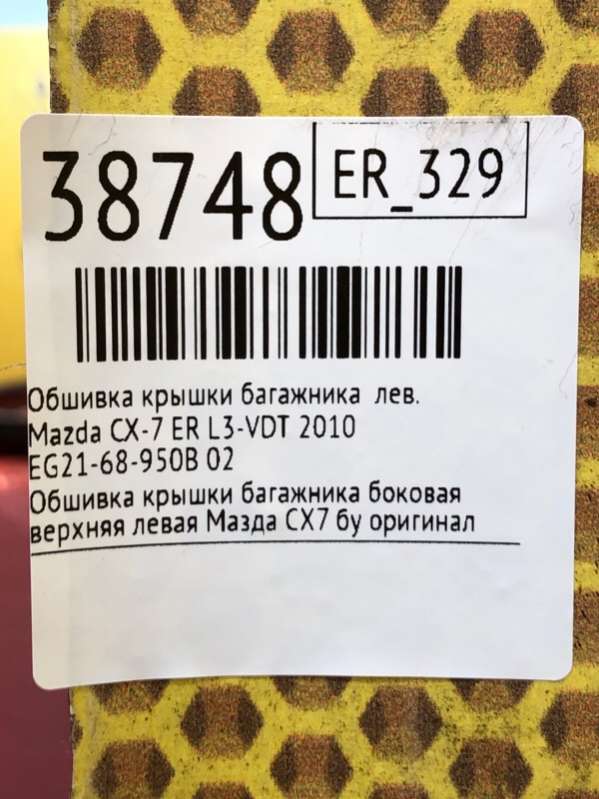 38748
ER_329
Обшивка крышки багажника лев.
Mazda CX-7 ER L3-VDT 2010
EG21-68-950B 02
Обшивка крышки багажника боковая
верхняя левая Мазда CX7 бу оригинал